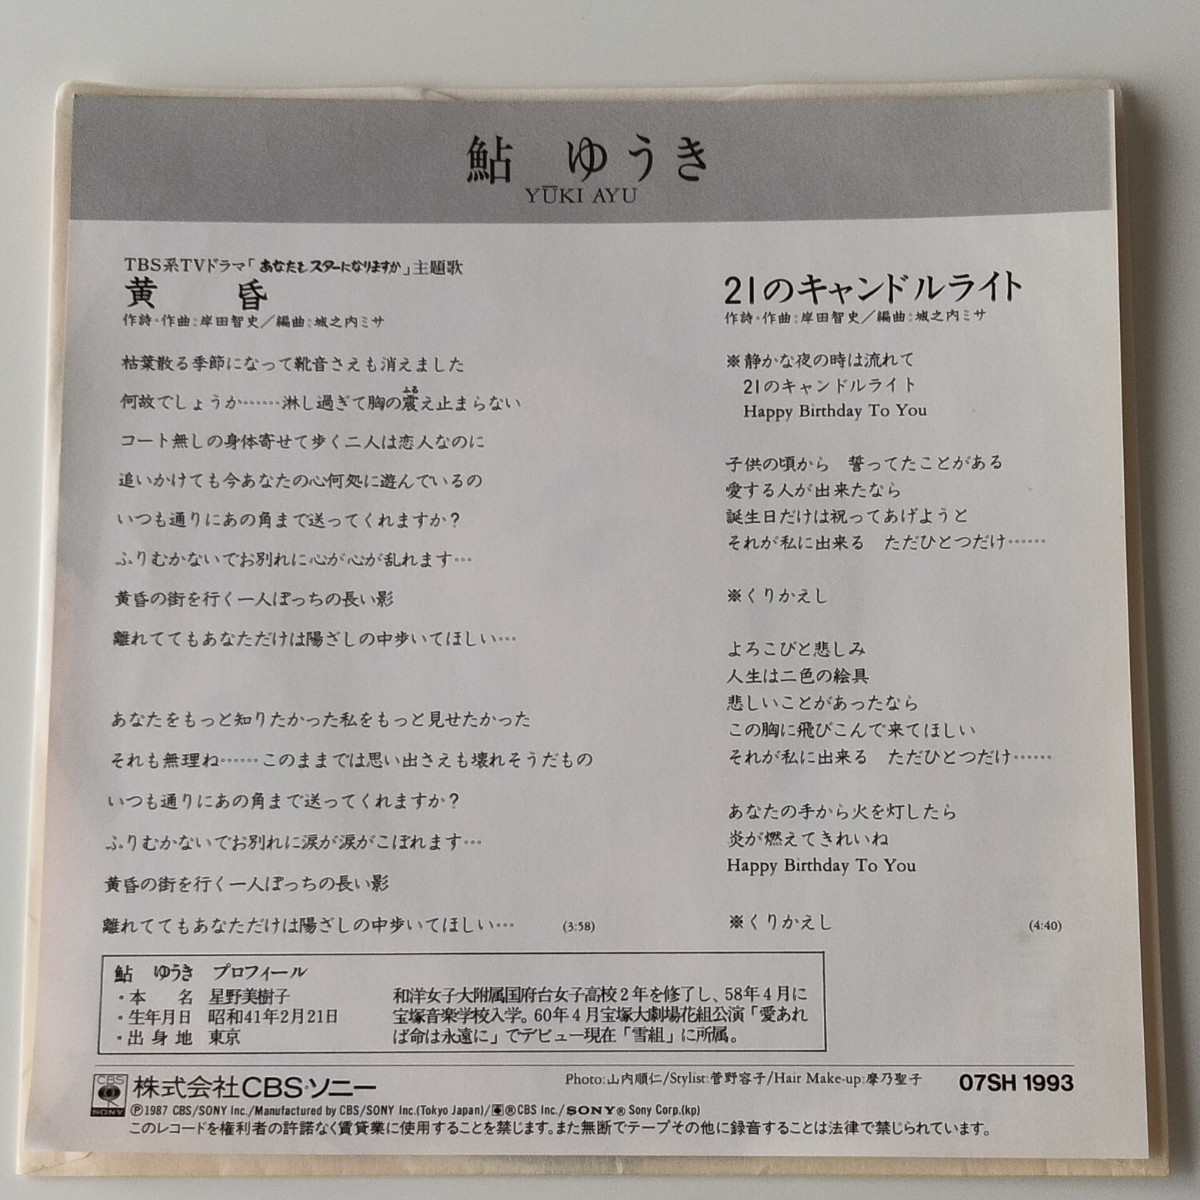 鮎 ゆうき
YŪKI AYU
TBS系TVドラマ「あなたもスターになりますか」主題歌
黄昏
作詩・作曲:岸田智史/編曲:城之内ミサ
枯葉散る季節になって靴音さえも消えました
何故でしょうか……淋し過ぎて胸の震え止まらない
ふる
コート無しの身体寄せて歩く二人は恋人なのに
追いかけても今あなたの心何処に遊んでいるの
いつも通りにあの角まで送ってくれますか?
ふりむかないでお別れに心が心が乱れます…
黄昏の街を行く一人ぼっちの長い影
離れててもあなただけは陽ざしの中歩いてほしい…
あなたをもっと知りたかった私をもっと見せたかった
それも無理ね……このままでは思い出さえも壊れそうだもの
いつも通りにあの角まで送ってくれますか?
ふりむかないでお別れに涙が涙がこぼれます…
黄昏の街を行く一人ぼっちの長い影
離れててもあなただけは陽ざしの中歩いてほしい… (3:58)
21のキャンドルライト
作詩・作曲:岸田智史/編曲:城之内ミサ
※静かな夜の時は流れて
21のキャンドルライト
Happy Birthday To You
子供の頃から 誓ってたことがある
愛する人が出来たなら
誕生日だけは祝ってあげようと
それが私に出来る ただひとつだけ……
※くりかえし
よろこびと悲しみ
人生は二色の絵具
悲しいことがあったなら
この胸に飛びこんで来てほしい
それが私に出来る ただひとつだけ……
あなたの手から火を灯したら
炎が燃えてきれいね
Happy Birthday To You
※くりかえし (4:40)
鮎 ゆうき プロフィール
・本 名 星野美樹子
・生年月日 昭和41年2月21日
・出身地 東京
和洋女子大附属国府台女子高校2年を修了し、58年4月に
宝塚音楽学校入学。60年4月宝塚大劇場花組公演「愛あれ
ば命は永遠に」でデビュー現在「雪組」に所属。
Photo:山内順仁/Stylist:菅野容子/Hair Make-up:摩乃聖子
07SH 1993
CBS
SONY
株式会社CBS・ソニー
Ⓟ1987 CBS/SONY Inc./Manufactured by CBS/SONY Inc.(Tokyo Japan)/®CBS Inc./SONY® Sony Corp.(kp)
このレコードを権利者の許諾なく賃貸業に使用することを禁じます。また無断でテープその他に録音することは法律で禁じられています。